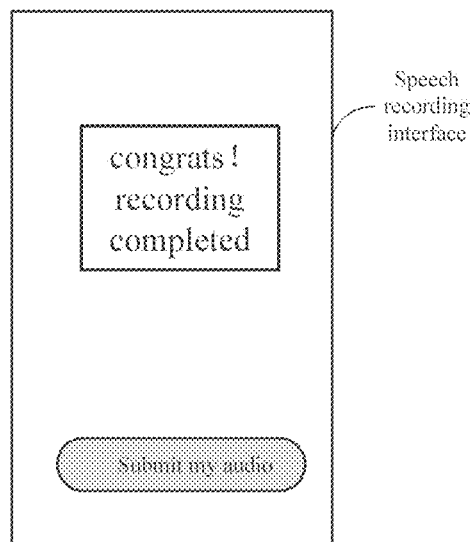 Speech
recording
interface
congrats!
recording
completed
Submit my audio